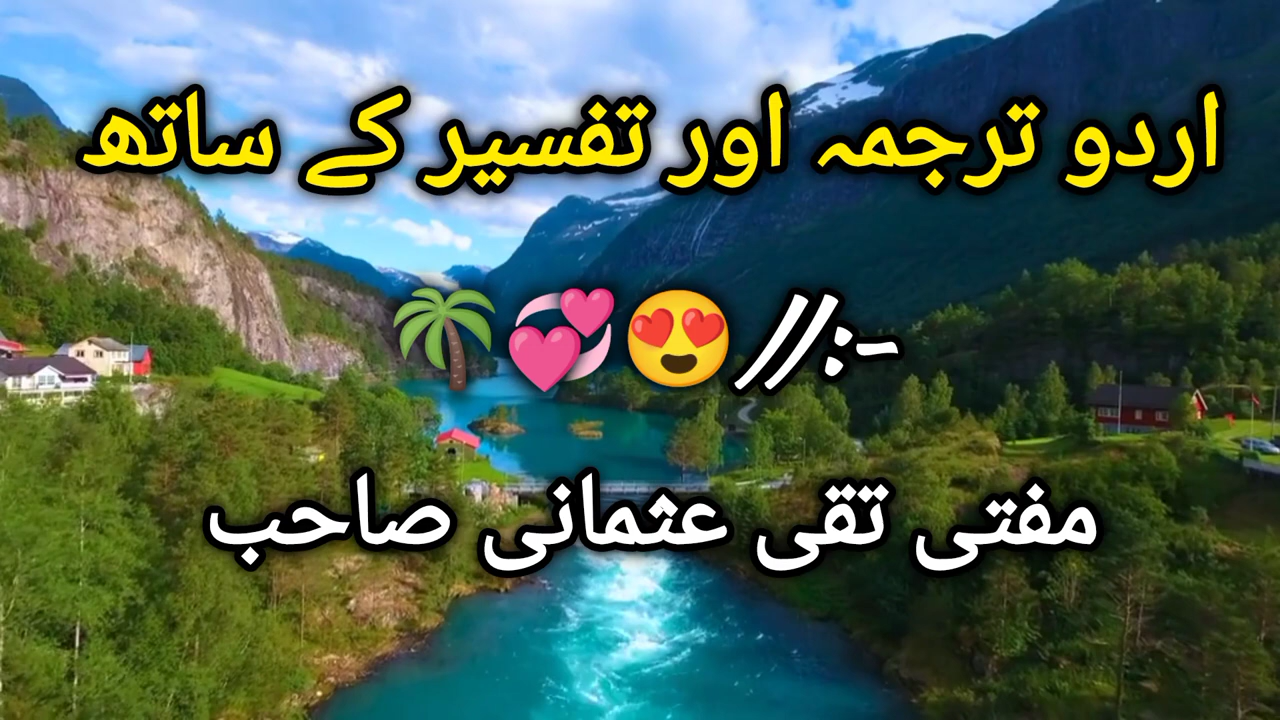 اردو ترجمہ اور تفسیر کے ساتھ
🌴💞😍//:-
مفتی تقی عثمانی صاحب